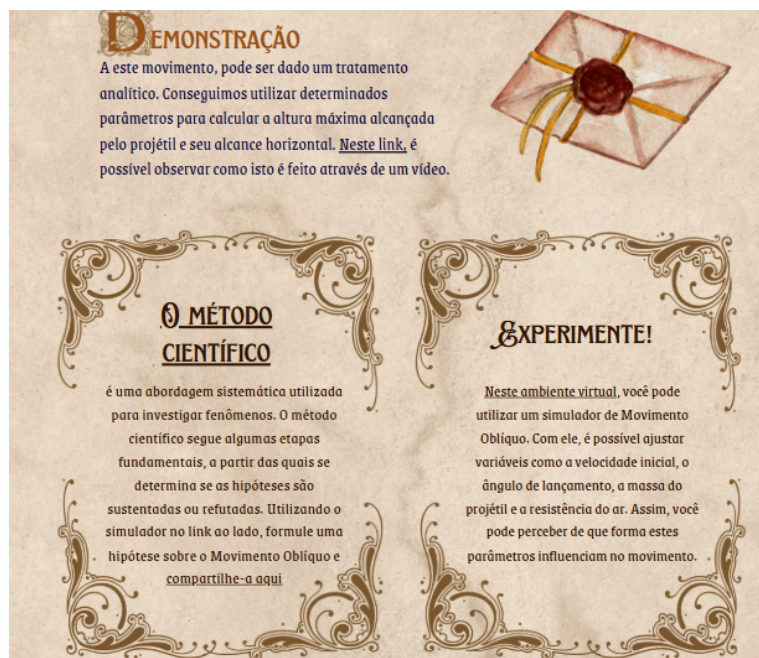 DEMONSTRAÇÃO
A este movimento, pode ser dado um tratamento
analítico. Conseguimos utilizar determinados
parâmetros para calcular a altura máxima alcançada
pelo projétil e seu alcance horizontal. Neste link, é
possível observar como isto é feito através de um vídeo.
O MÉTODO
CIENTÍFICO
é uma abordagem sistemática utilizada
para investigar fenômenos. O método
científico segue algumas etapas
fundamentais, a partir das quais se
determina se as hipóteses são
sustentadas ou refutadas. Utilizando o
simulador no link ao lado, formule uma
hipótese sobre o Movimento Oblíquo e
compartilhe-a aqui
EXPERIMENTE!
Neste ambiente virtual, você pode
utilizar um simulador de Movimento
Oblíquo. Com ele, é possível ajustar
variáveis como a velocidade inicial, o
ângulo de lançamento, a massa do
projétil e a resistência do ar. Assim, você
pode perceber de que forma estes
parâmetros influenciam no movimento.